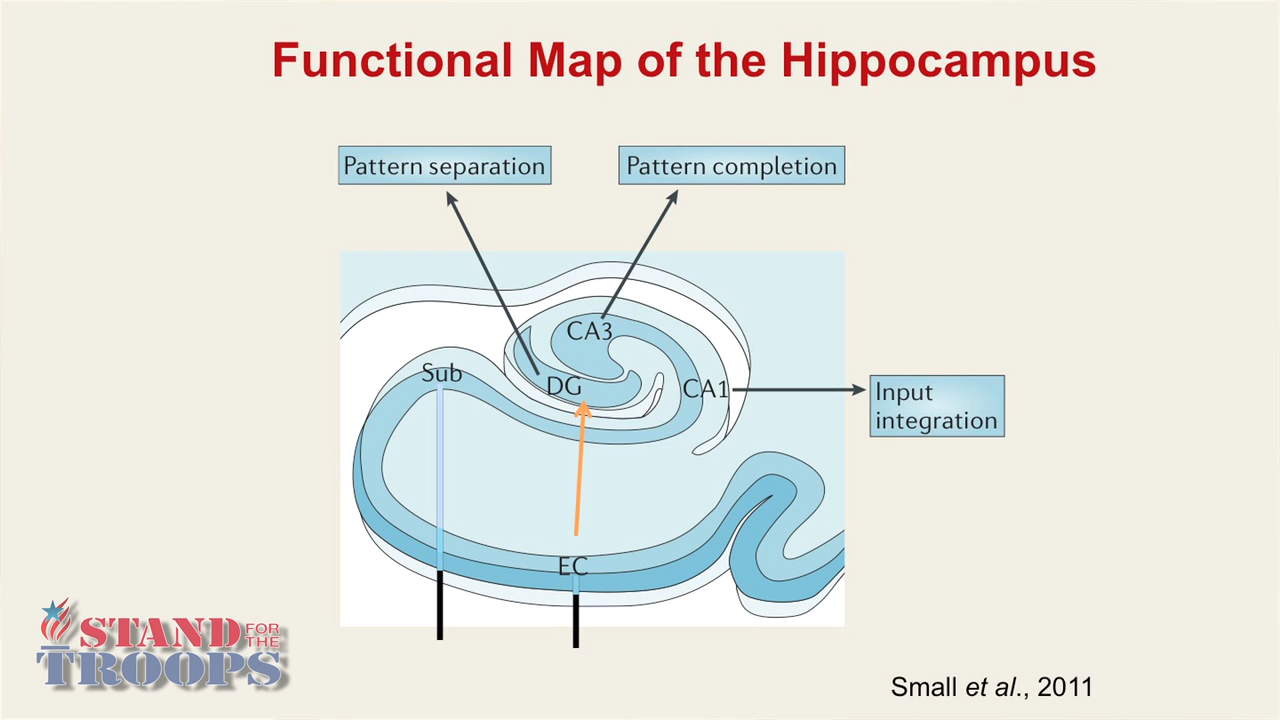 Functional Map of the Hippocampus
Pattern separation
Pattern completion
CA3
Sub
DG
CA1
Input
integration
EC
STAND FOR THE
TROOPS
Small et al., 2011